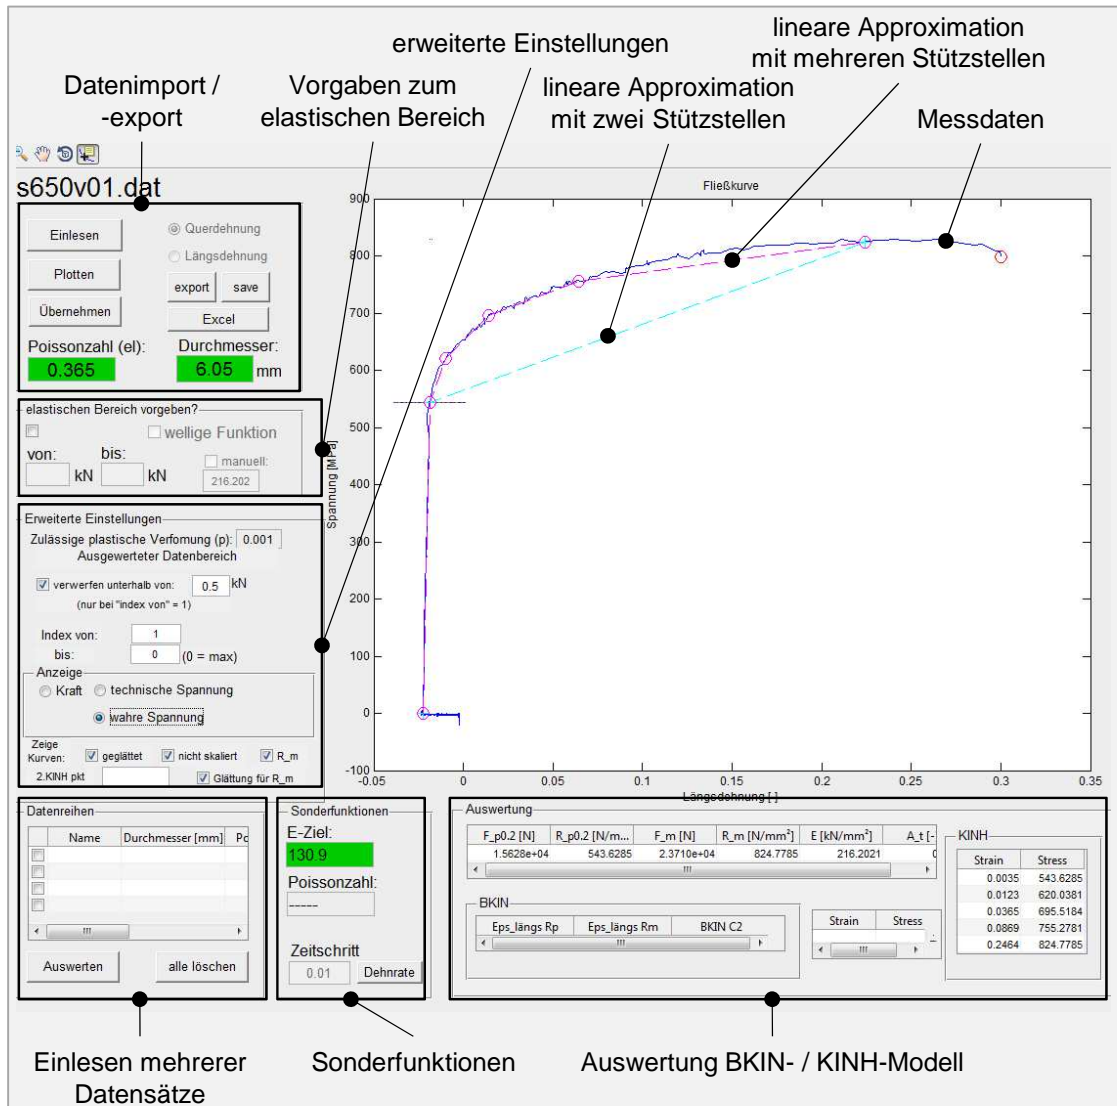 erweiterte Einstellungen
lineare Approximation
mit mehreren Stützstellen
Datenimport /
-export
Vorgaben zum
elastischen Bereich
lineare Approximation
mit zwei Stützstellen
Messdaten
s650v01.dat
Einlesen
Plotten
Übernehmen
Querdehnung
Längsdehnung
export save
Excel
Poissonzahl (el): Durchmesser:
0.365 6.05 mm
elastischen Bereich vorgeben?
wellige Funktion
von: bis:
kN kN
manuell:
216.202
Erweiterte Einstellungen
Zulässige plastische Verfomung (p): 0.001
Ausgewerteter Datenbereich
verwerfen unterhalb von: 0.5 kN
(nur bei "index von" = 1)
Index von: 1
bis: 0 (0 = max)
Anzeige
Kraft technische Spannung
wahre Spannung
Zeige
Kurven: geglättet nicht skaliert R_m
2.KINH pkt Glättung für R_m
Fließkurve
900
800
700
600
500
400
300
200
100
0
-100
Spannung [MPa]
-0.05 0 0.05 0.1 0.15 0.2 0.25 0.3 0.35
Längsdehnung [ ]
Datenreihen
Name Durchmesser [mm]
Auswerten alle löschen
Sonderfunktionen
E-Ziel:
130.9
Poissonzahl:
-----
Zeitschritt
0.01 Dehnrate
Auswertung
F_p0.2 [N] R_p0.2 [N/m... F_m [N] R_m [N/mm²] E [kN/mm²] A_t [-
1.5628e+04 543.6285 2.3710e+04 824.7785 216.2021
BKIN
Eps_längs Rp Eps_längs Rm BKIN C2
Strain Stress
KINH
Strain Stress
0.0035 543.6285
0.0123 620.0381
0.0365 695.5184
0.0869 755.2781
0.2464 824.7785
Einlesen mehrerer
Datensätze
Sonderfunktionen
Auswertung BKIN- / KINH-Modell